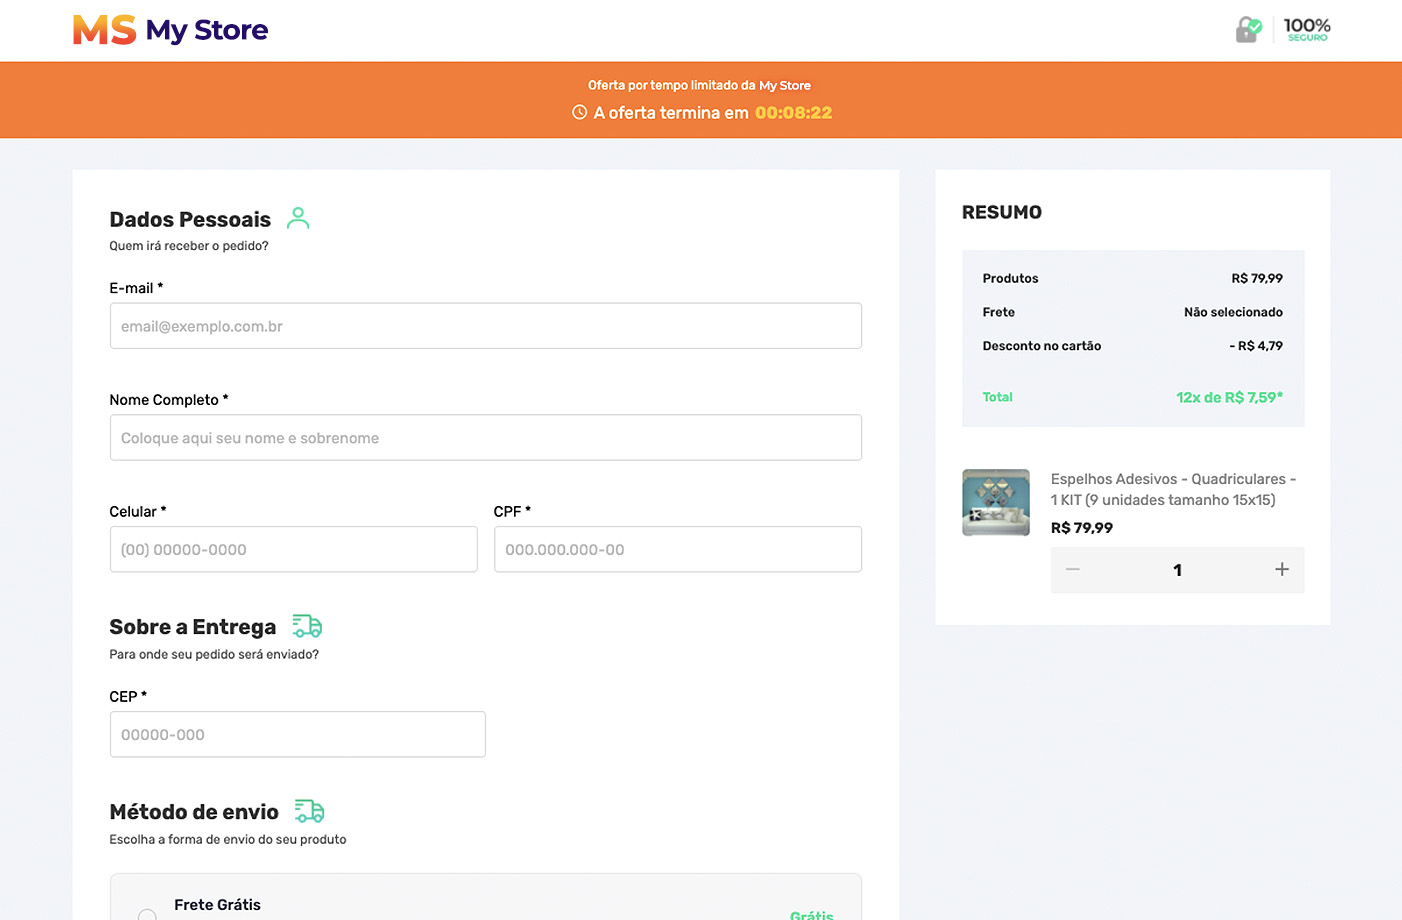 MS My Store
100%
SEGURO
Oferta por tempo limitado da My Store
A oferta termina em 00:08:22
Dados Pessoais
Quem irá receber o pedido?
E-mail *
email@exemplo.com.br
Nome Completo *
Coloque aqui seu nome e sobrenome
Celular *
(00) 00000-0000
CPF *
000.000.000-00
Sobre a Entrega
Para onde seu pedido será enviado?
CEP *
00000-000
Método de envio
Escolha a forma de envio do seu produto
Frete Grátis
Grátis
RESUMO
Produtos R$ 79,99
Frete Não selecionado
Desconto no cartão - R$ 4,79
Total 12x de R$ 7,59*
Espelhos Adesivos - Quadriculares -
1 KIT (9 unidades tamanho 15x15)
R$ 79,99
1